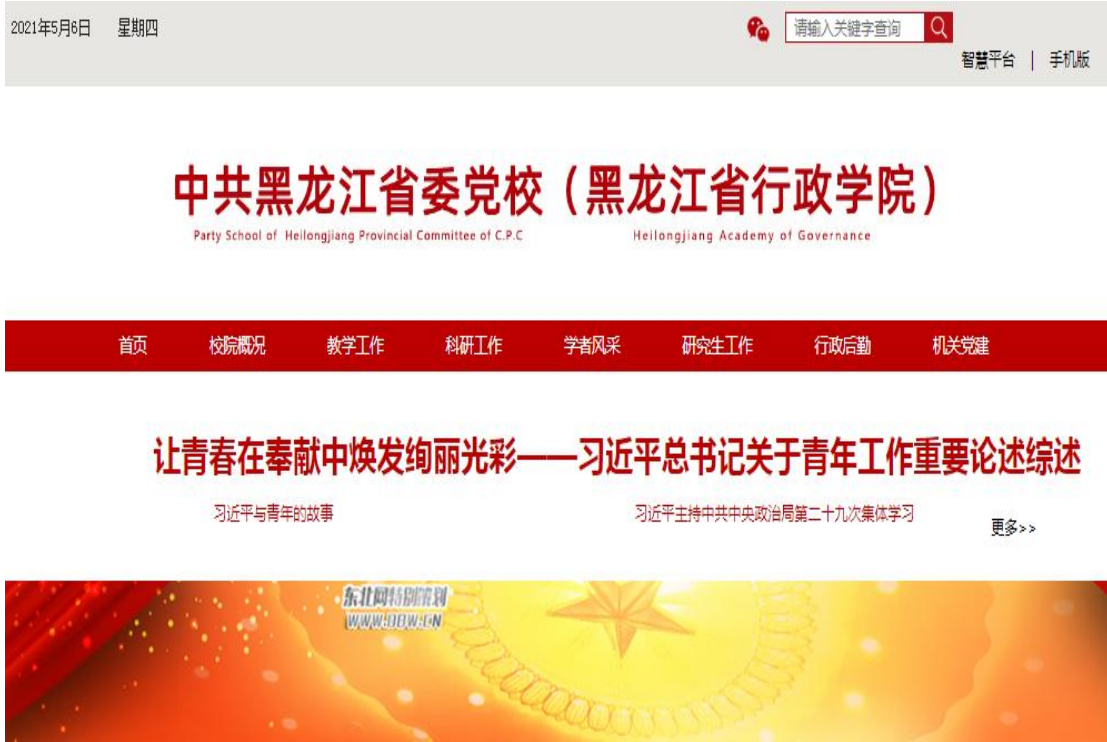 2021年5月6日 星期四
请输入关键字查询
智慧平台 | 手机版
中共黑龙江省委党校（黑龙江省行政学院）
Party School of Heilongjiang Provincial Committee of C.P.C Heilongjiang Academy of Governance
首页 校院概况 教学工作 科研工作 学者风采 研究生工作 行政后勤 机关党建
让青春在奉献中焕发绚丽光彩——习近平总书记关于青年工作重要论述综述
习近平与青年的故事 习近平主持中共中央政治局第二十九次集体学习
更多>>
东北网特别策划
WWW.DBW.CN